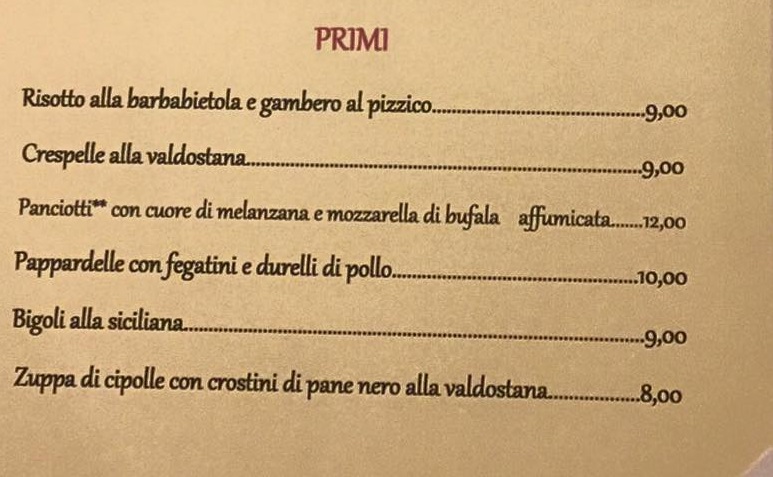 PRIMI
Risotto alla barbabietola e gambero al pizzico.......................................9,00
Crespelle alla valdostana........................................................................9,00
Panciotti** con cuore di melanzana e mozzarella di bufala affumicata.......12,00
Pappardelle con fegatini e durelli di pollo.............................................10,00
Bigoli alla siciliana....................................................................................9,00
Zuppa di cipolle con crostini di pane nero alla valdostana..................8,00